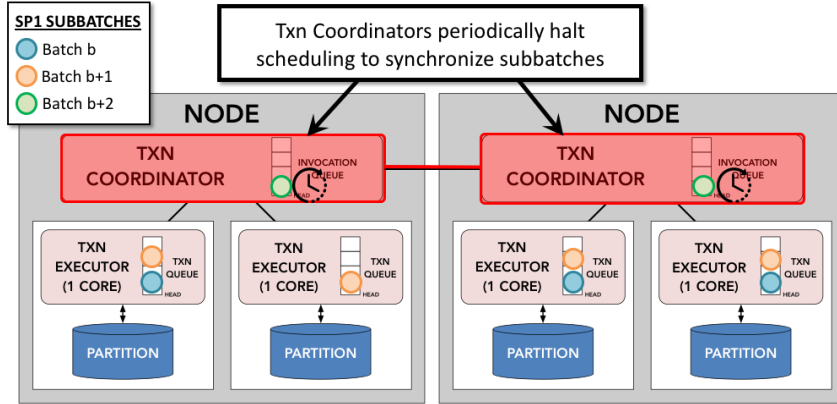 SP1 SUBBATCHES
Batch b
Batch b+1
Batch b+2
Txn Coordinators periodically halt
scheduling to synchronize subbatches
NODE
TXN
COORDINATOR
INVOCATION
QUEUE
HEAD
TXN
EXECUTOR
(1 CORE)
TXN
QUEUE
HEAD
PARTITION
TXN
EXECUTOR
(1 CORE)
TXN
QUEUE
HEAD
PARTITION
NODE
TXN
COORDINATOR
INVOCATION
QUEUE
HEAD
TXN
EXECUTOR
(1 CORE)
TXN
QUEUE
HEAD
PARTITION
TXN
EXECUTOR
(1 CORE)
TXN
QUEUE
HEAD
PARTITION